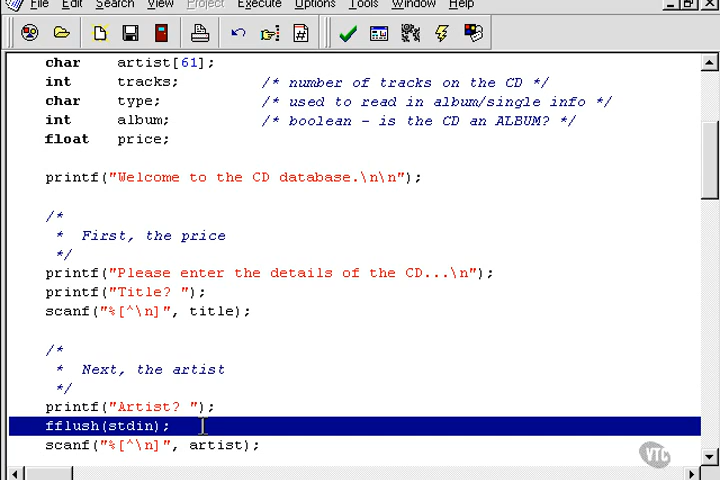 File Edit Search View Project Execute Options Tools Window Help
char artist[61];
int tracks; /* number of tracks on the CD */
char type; /* used to read in album/single info */
int album; /* boolean - is the CD an ALBUM? */
float price;
printf("Welcome to the CD database.\n\n");
/*
* First, the price
*/
printf("Please enter the details of the CD...\n");
printf("Title? ");
scanf("%[^\n]", title);
/*
* Next, the artist
*/
printf("Artist? ");
fflush(stdin);
scanf("%[^\n]", artist);
VTC